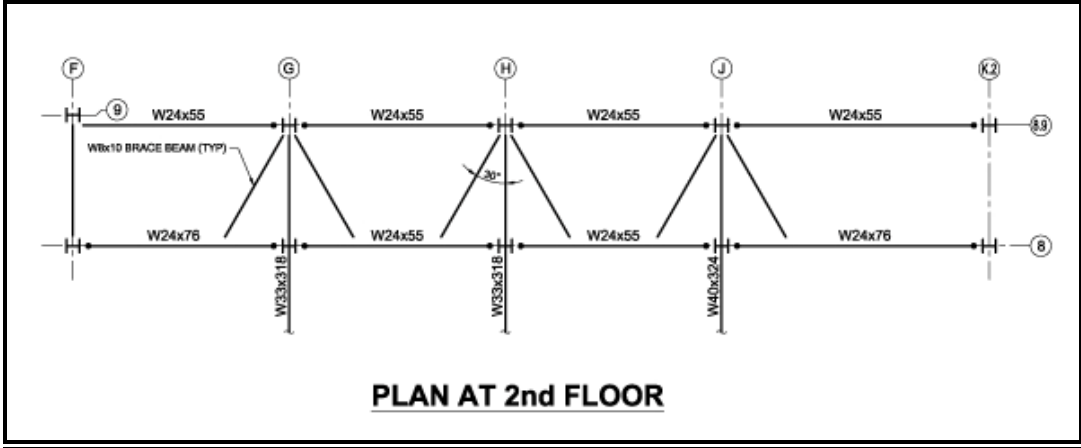 F
G
H
J
K.2
9
W24x55
W24x55
W24x55
W24x55
8.9
W8x10 BRACE BEAM (TYP)
30°
W24x76
W24x55
W24x55
W24x76
8
W33x318
W33x318
W40x324
PLAN AT 2nd FLOOR